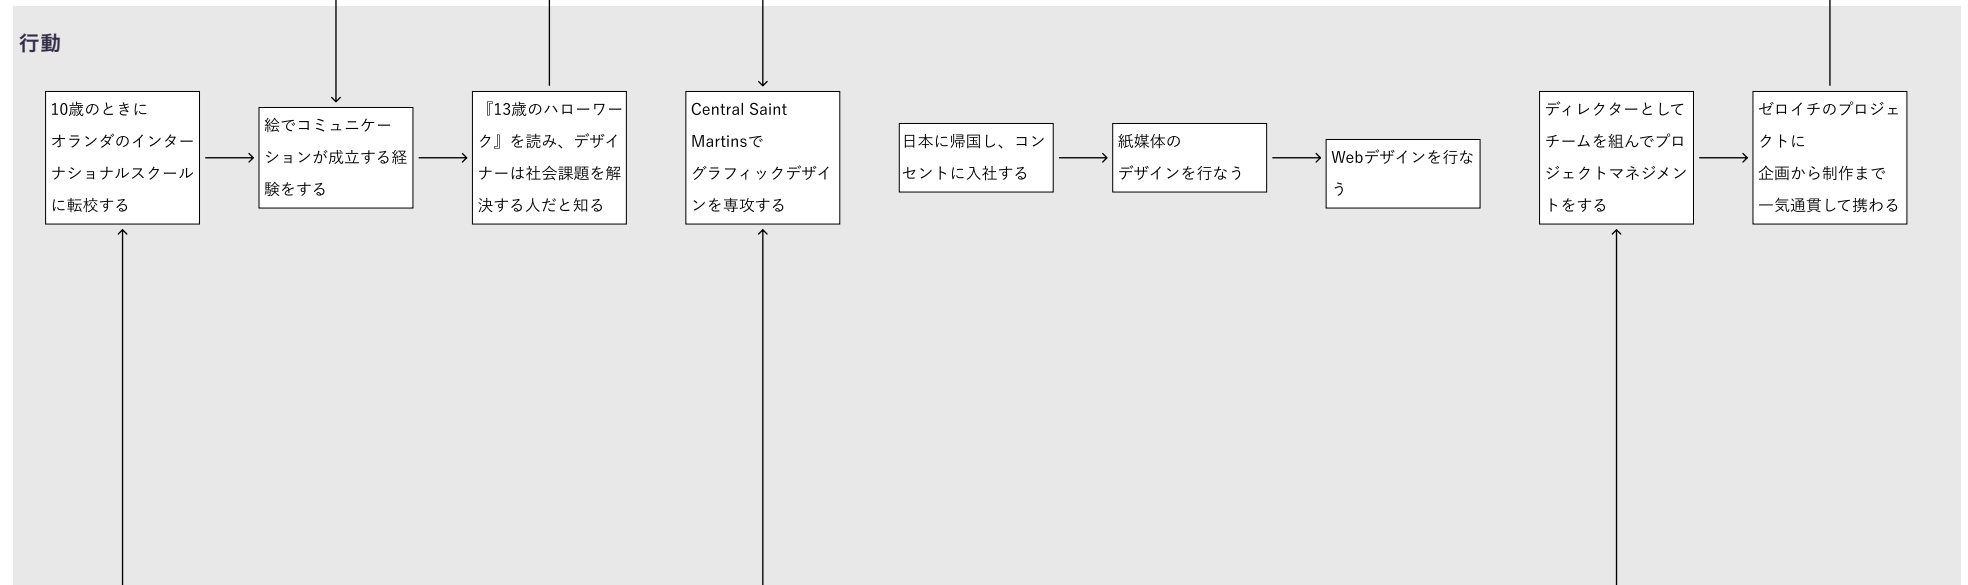 行動
10歳のときに
オランダのインター
ナショナルスクール
に転校する
絵でコミュニケー
ションが成立する経
験をする
『13歳のハローワー
ク』を読み、デザイ
ナーは社会課題を解
決する人だと知る
Central Saint
Martinsで
グラフィックデザイ
ンを専攻する
日本に帰国し、コン
セントに入社する
紙媒体の
デザインを行なう
Webデザインを行な
う
ディレクターとして
チームを組んでプロ
ジェクトマネジメン
トをする
ゼロイチのプロジェ
クトに
企画から制作まで
一気通貫して携わる